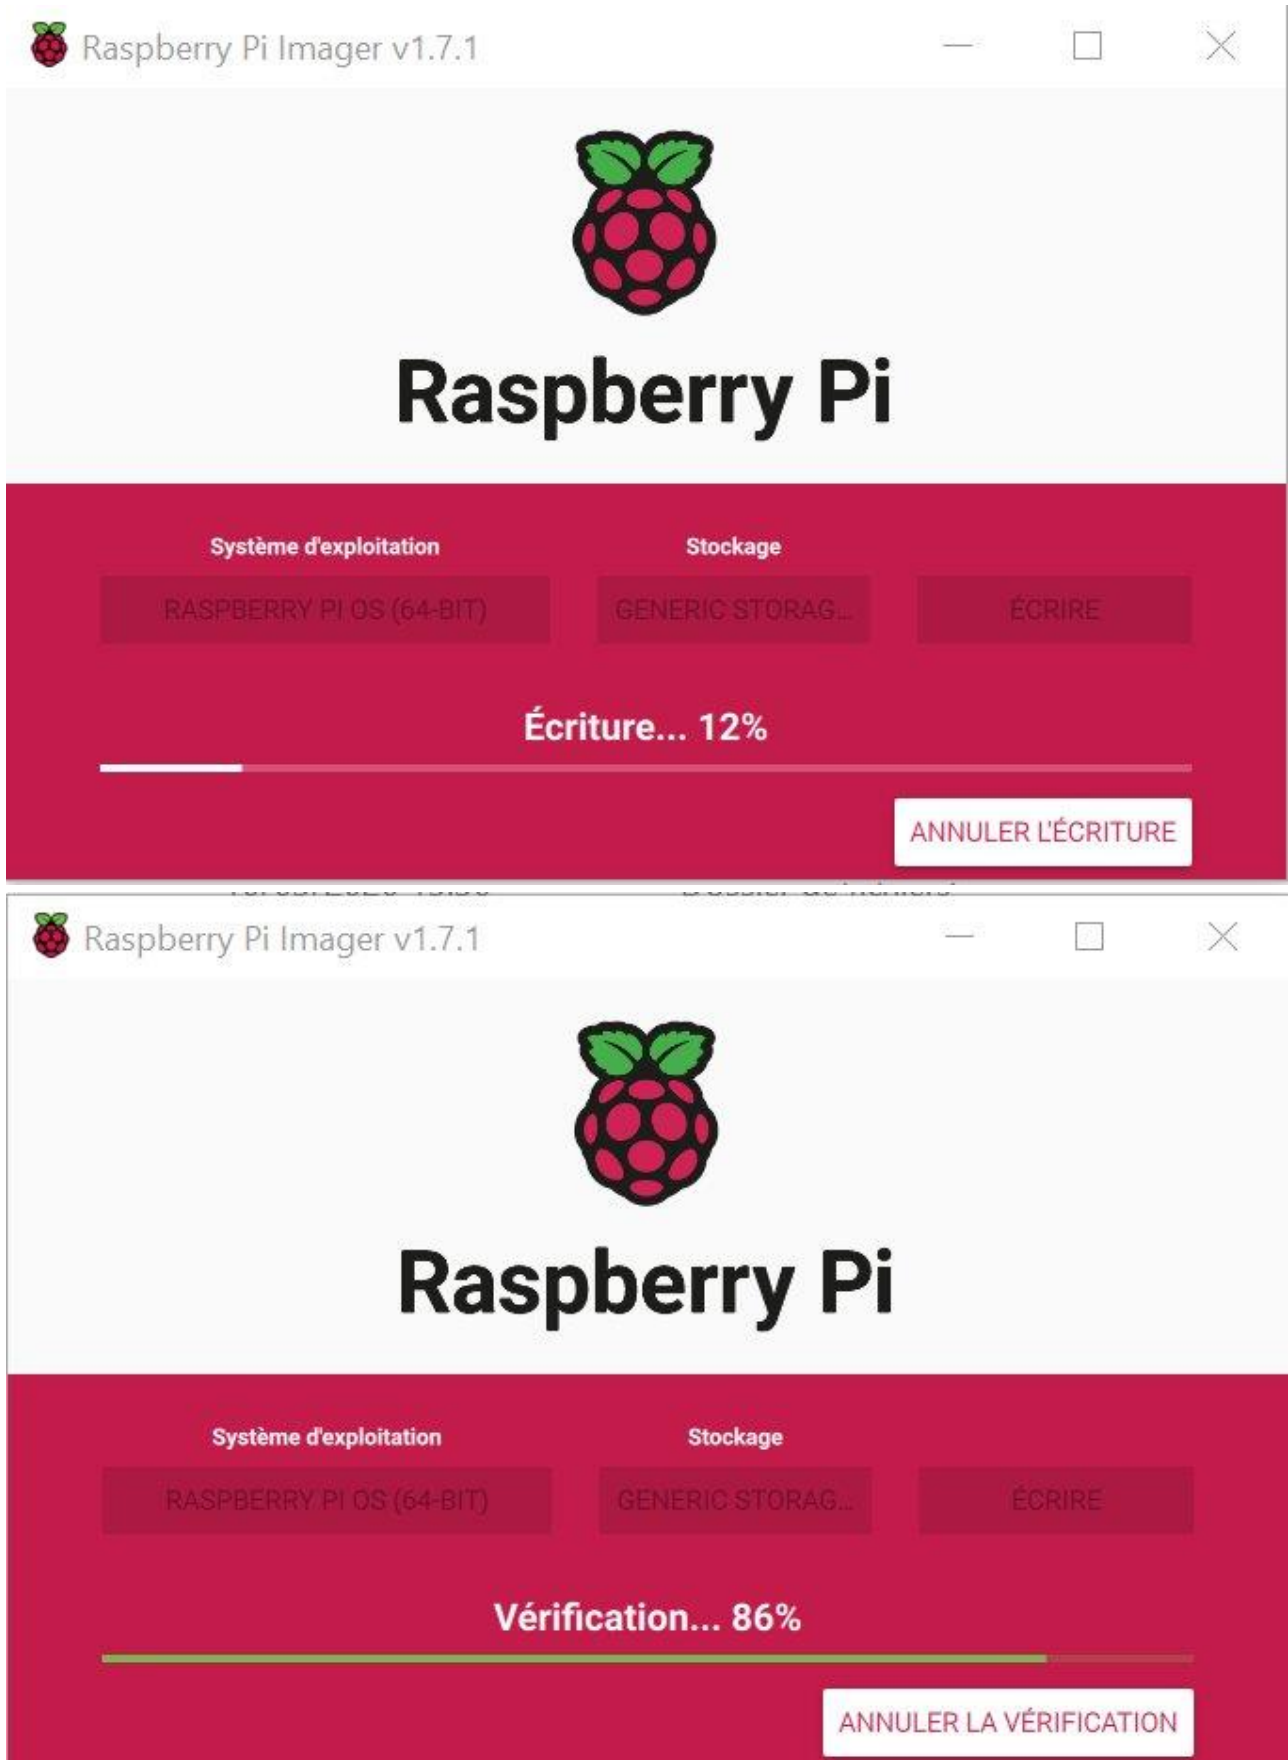 Raspberry Pi Imager v1.7.1
Raspberry Pi
Système d'exploitation Stockage
RASPBERRY PI OS (64-BIT) GENERIC STORAG... ÉCRIRE
Écriture... 12%
ANNULER L'ÉCRITURE
Raspberry Pi Imager v1.7.1
Raspberry Pi
Système d'exploitation Stockage
RASPBERRY PI OS (64-BIT) GENERIC STORAG... ÉCRIRE
Vérification... 86%
ANNULER LA VÉRIFICATION